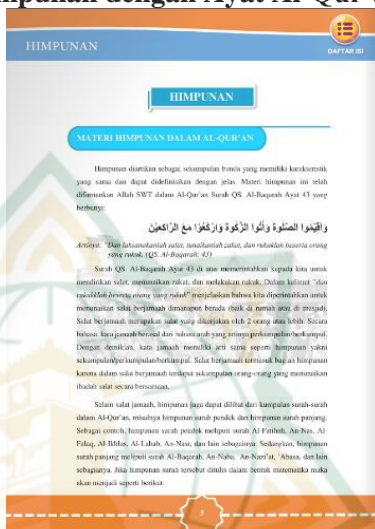 HIMPUNAN
DAFTAR ISI
HIMPUNAN
MATERI HIMPUNAN DALAM AL-QUR'AN
Himpunan diartikan sebagai sekumpulan benda yang memiliki karakteristik
yang sama dan dapat didefinisikan dengan jelas. Materi himpunan ini telah
difirmankan Allah SWT dalam Al-Qur'an Surah QS. Al-Baqarah Ayat 43 yang
berbunyi:
وَاَقِيْمُوا الصَّلٰوةَ وَاٰتُوا الزَّكٰوةَ وَارْكَعُوْا مَعَ الرَّاكِعِيْنَ
Artinya: "Dan laksanakanlah salat, tunaikanlah zakat, dan rukuklah beserta orang
yang rukuk. (QS. Al-Baqarah: 43)
Surah QS. Al-Baqarah Ayat 43 di atas memerintahkan kepada kita untuk
mendirikan salat, menunaikan zakat, dan melakukan rukuk. Dalam kalimat "dan
rukuklah beserta orang yang rukuk" menjelaskan bahwa kita diperintahkan untuk
menunaikan salat berjamaah dimanapun berada (baik di rumah atau di masjid).
Salat berjamaah merupakan salat yang dikerjakan oleh 2 orang atau lebih. Secara
bahasa, kata jamaah berasal dari bahasa arab yang artinya perkumpulan/berkumpul.
Dengan demikian, kata jamaah memiliki arti sama seperti himpunan yakni
sekumpulan/perkumpulan/berkumpul. Salat berjamaah termasuk bagian himpunan
karena dalam salat berjamaah terdapat sekumpulan orang-orang yang menunaikan
ibadah salat secara bersamaan.
Selain salat jamaah, himpunan juga dapat dilihat dari kumpulan surah-surah
dalam Al-Qur'an, misalnya himpunan surah pendek dan himpunan surah panjang.
Sebagai contoh, himpunan surah pendek meliputi surah Al-Fatihah, An-Nas, Al-
Falaq, Al-Ikhlas, Al-Lahab, An-Nasr, dan lain sebagainya. Sedangkan, himpunan
surah panjang meliputi surah Al-Baqarah, An-Naba, An-Nazi'at, 'Abasa, dan lain
sebagainya. Jika himpunan surah tersebut ditulis dalam bentuk matematika maka
akan menjadi seperti berikut: